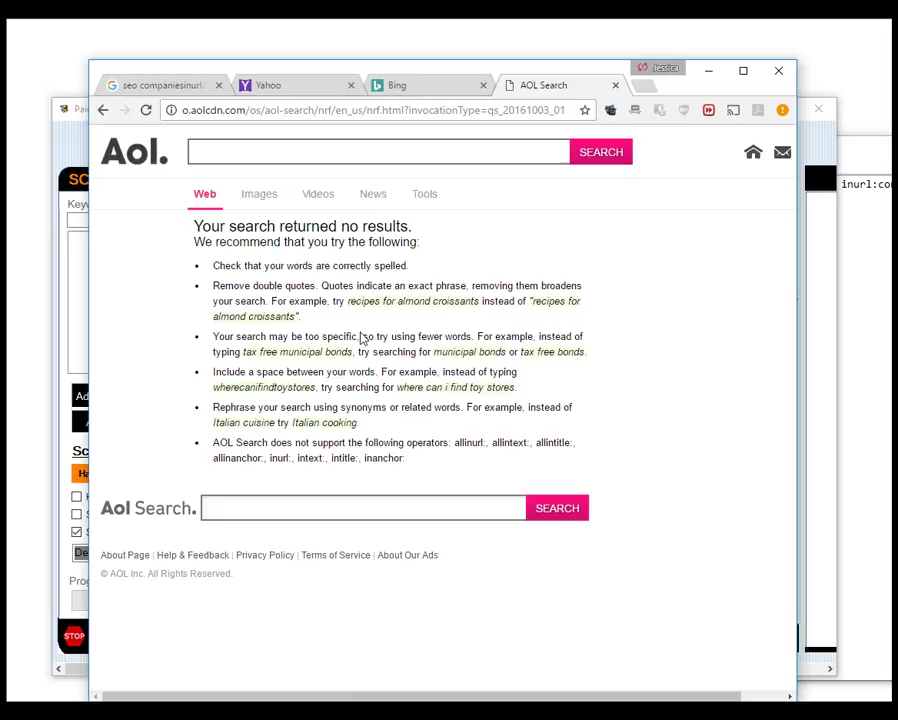 Jessica
seo companiesinurl:
Yahoo
Bing
AOL Search
o.aolcdn.com/os/aol-search/nrf/en_us/nrf.html?invocationType=qs_20161003_01
Aol.
SEARCH
Web Images Videos News Tools
Your search returned no results.
We recommend that you try the following:
Check that your words are correctly spelled.
Remove double quotes. Quotes indicate an exact phrase, removing them broadens
your search. For example, try recipes for almond croissants instead of "recipes for
almond croissants".
Your search may be too specific, so try using fewer words. For example, instead of
typing tax free municipal bonds, try searching for municipal bonds or tax free bonds.
Include a space between your words. For example, instead of typing
wherecanifindtoystores, try searching for where can i find toy stores.
Rephrase your search using synonyms or related words. For example, instead of
Italian cuisine try Italian cooking.
AOL Search does not support the following operators: allinurl:, allintext:, allintitle:,
allinanchor:, inurl:, intext:, intitle:, inanchor:
Aol Search. SEARCH
About Page | Help & Feedback | Privacy Policy | Terms of Service | About Our Ads
© AOL Inc. All Rights Reserved.
SC
Keyw
Ad
Sc
Ha
De
Prog
STOP
inurl:co